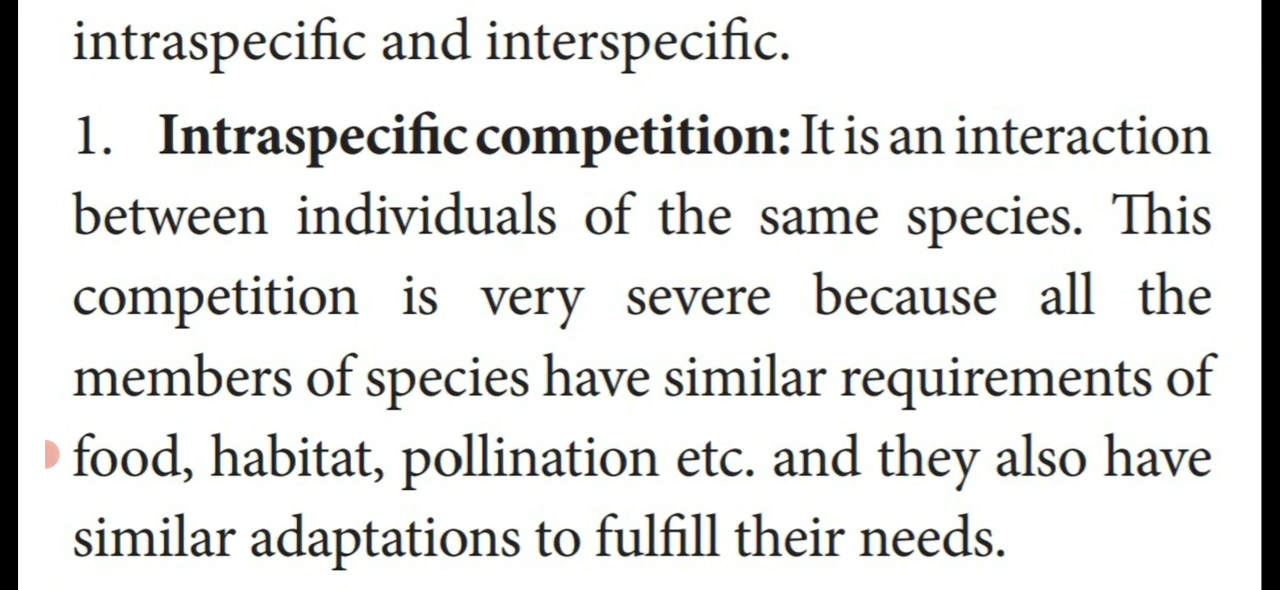 intraspecific and interspecific.
1. Intraspecific competition: It is an interaction
between individuals of the same species. This
competition is very severe because all the
members of species have similar requirements of
food, habitat, pollination etc. and they also have
similar adaptations to fulfill their needs.